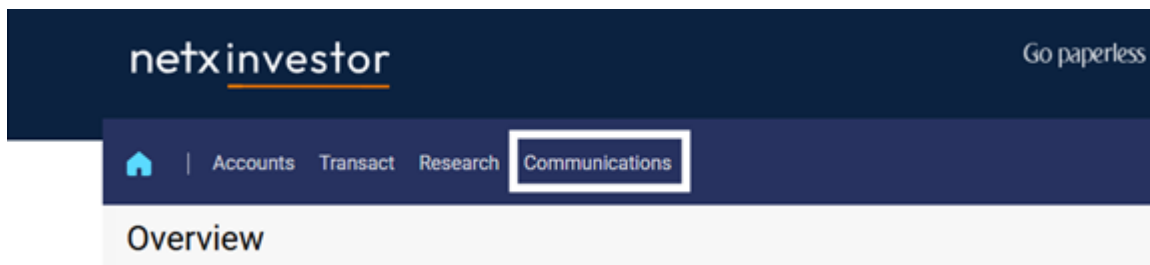 netxinvestor
Go paperless
| Accounts Transact Research Communications
Overview